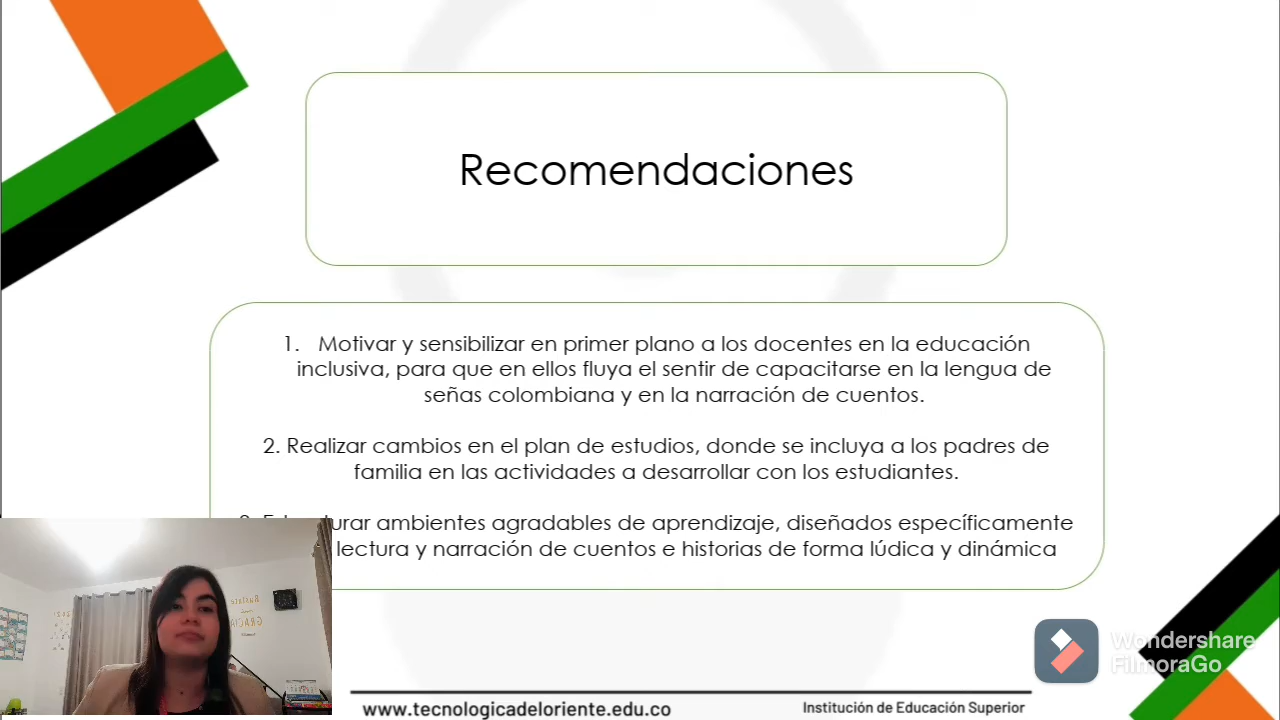 Recomendaciones
1. Motivar y sensibilizar en primer plano a los docentes en la educación
inclusiva, para que en ellos fluya el sentir de capacitarse en la lengua de
señas colombiana y en la narración de cuentos.
2. Realizar cambios en el plan de estudios, donde se incluya a los padres de
familia en las actividades a desarrollar con los estudiantes.
ambientes agradables de aprendizaje, diseñados específicamente
lectura y narración de cuentos e historias de forma lúdica y dinámica
Wondershare
FilmoraGo
www.tecnologicadeloriente.edu.co
Institución de Educación Superior